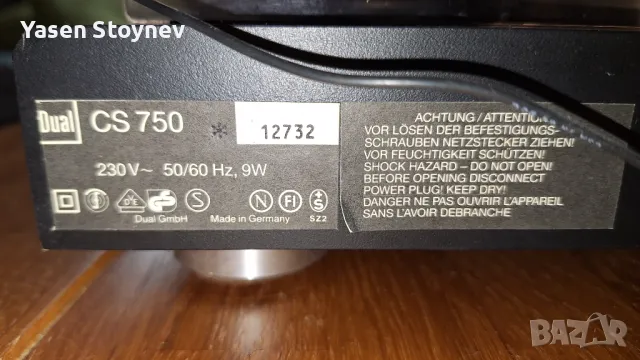 Yasen Stoynev
Dual CS 750 * 12732
230V~ 50/60 Hz, 9W
Dual GmbH Made in Germany SZ2
N FI +S
ACHTUNG / ATTENTION
VOR LÖSEN DER BEFESTIGUNGS-
SCHRAUBEN NETZSTECKER ZIEHEN!
VOR FEUCHTIGKEIT SCHÜTZEN!
SHOCK HAZARD – DO NOT OPEN!
BEFORE OPENING DISCONNECT
POWER PLUG! KEEP DRY!
DANGER NE PAS OUVRIR L'APPAREIL
SANS L'AVOIR DEBRANCHE
BAZAR